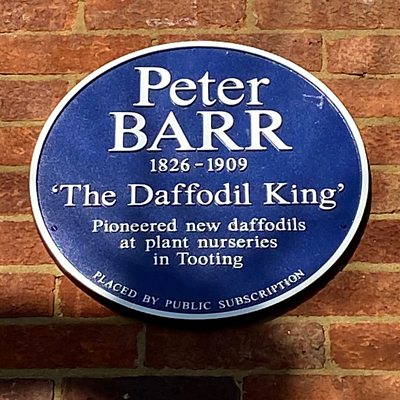 Peter
BARR
1826 - 1909
‘The Daffodil King’
Pioneered new daffodils
at plant nurseries
in Tooting
PLACED BY PUBLIC SUBSCRIPTION